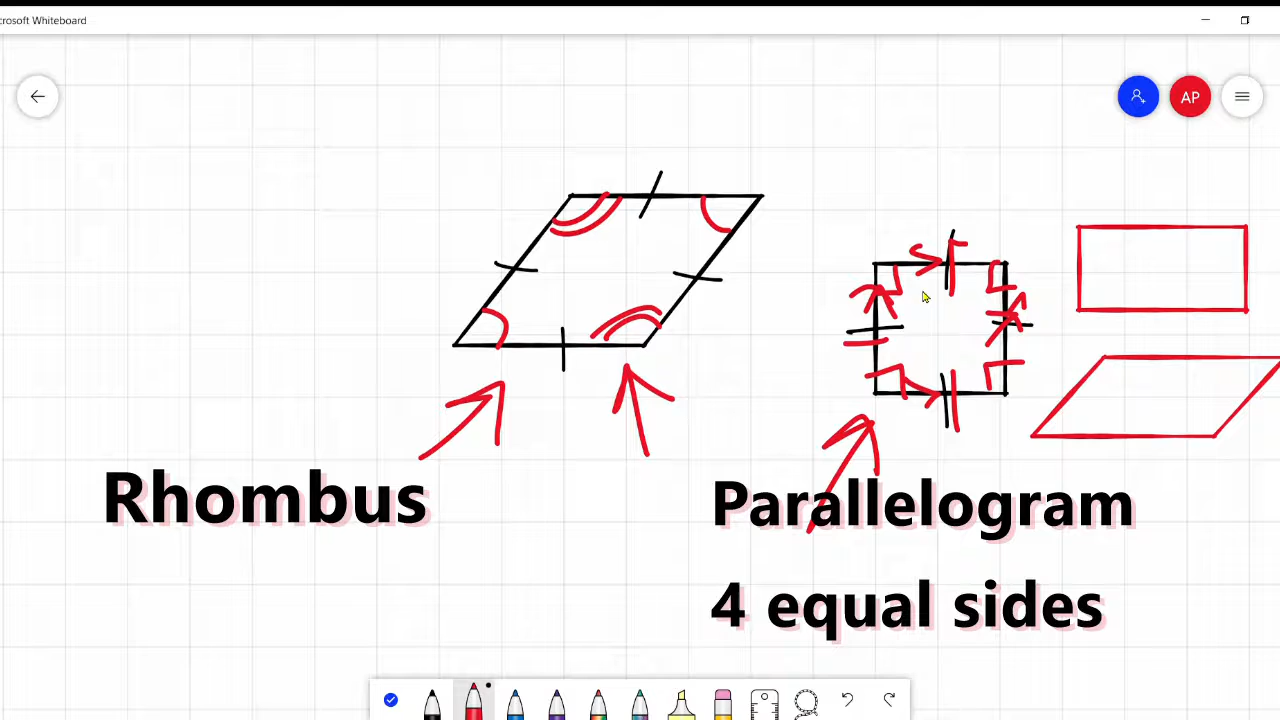 crosoft Whiteboard
AP
Rhombus
Parallelogram
4 equal sides